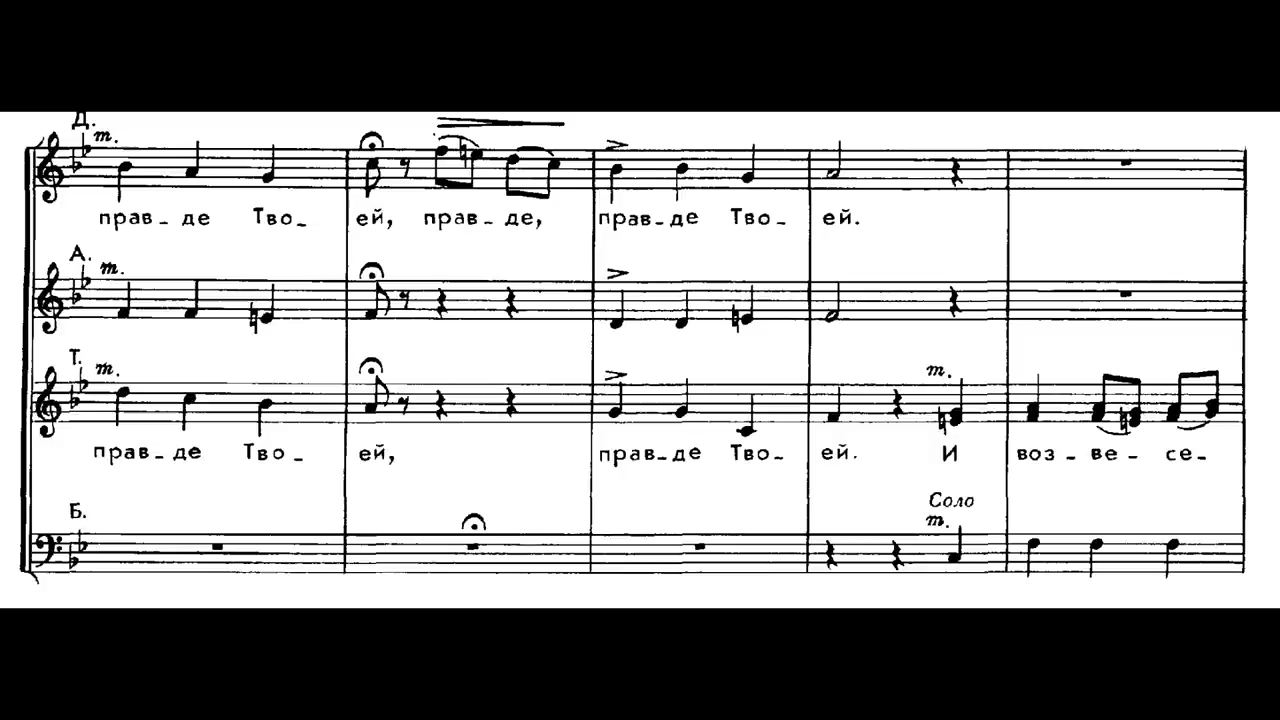 Д.
т.
прав-де Тво-ей, прав-де, прав-де Тво-ей.
А.
т.
Т.
т.
т.
прав-де Тво-ей, прав-де Тво-ей. И воз-ве-се-
Соло
Б.
т.